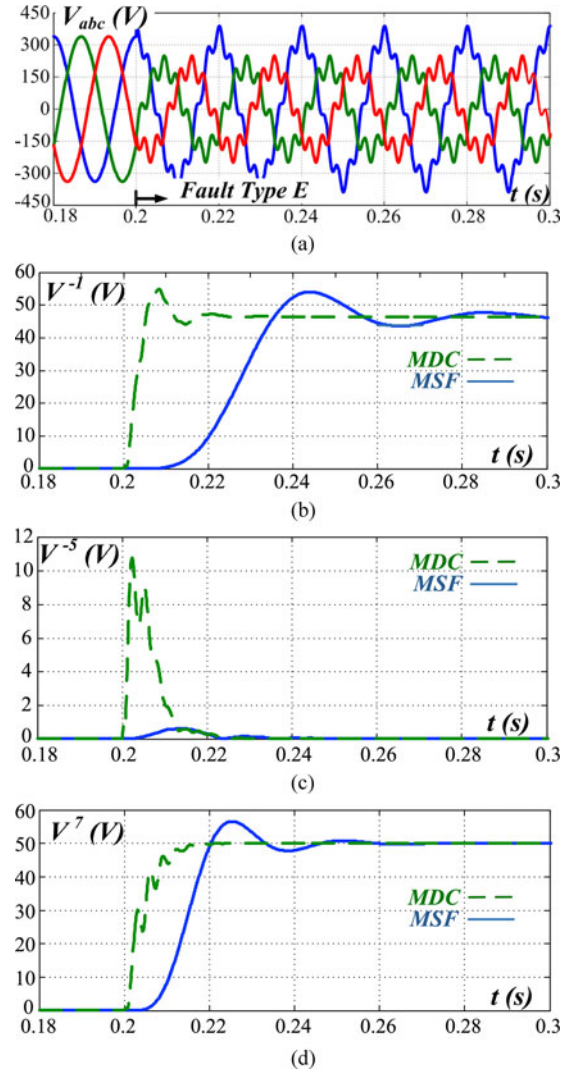 V_abc (V)
450
300
150
0
-150
-300
-450
Fault Type E
t (s)
0.18 0.2 0.22 0.24 0.26 0.28 0.3
(a)
V^-1 (V)
60
50
40
30
20
10
0
MDC
MSF
t (s)
0.18 0.2 0.22 0.24 0.26 0.28 0.3
(b)
V^-5 (V)
12
10
8
6
4
2
0
MDC
MSF
t (s)
0.18 0.2 0.22 0.24 0.26 0.28 0.3
(c)
V^7 (V)
60
50
40
30
20
10
0
MDC
MSF
t (s)
0.18 0.2 0.22 0.24 0.26 0.28 0.3
(d)